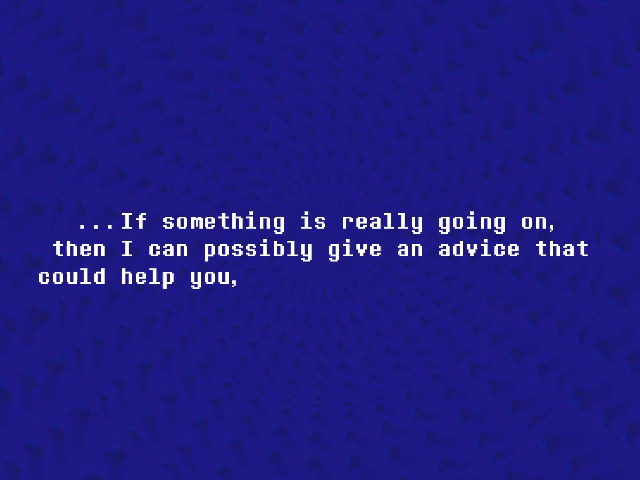 ...If something is really going on,
then I can possibly give an advice that
could help you,